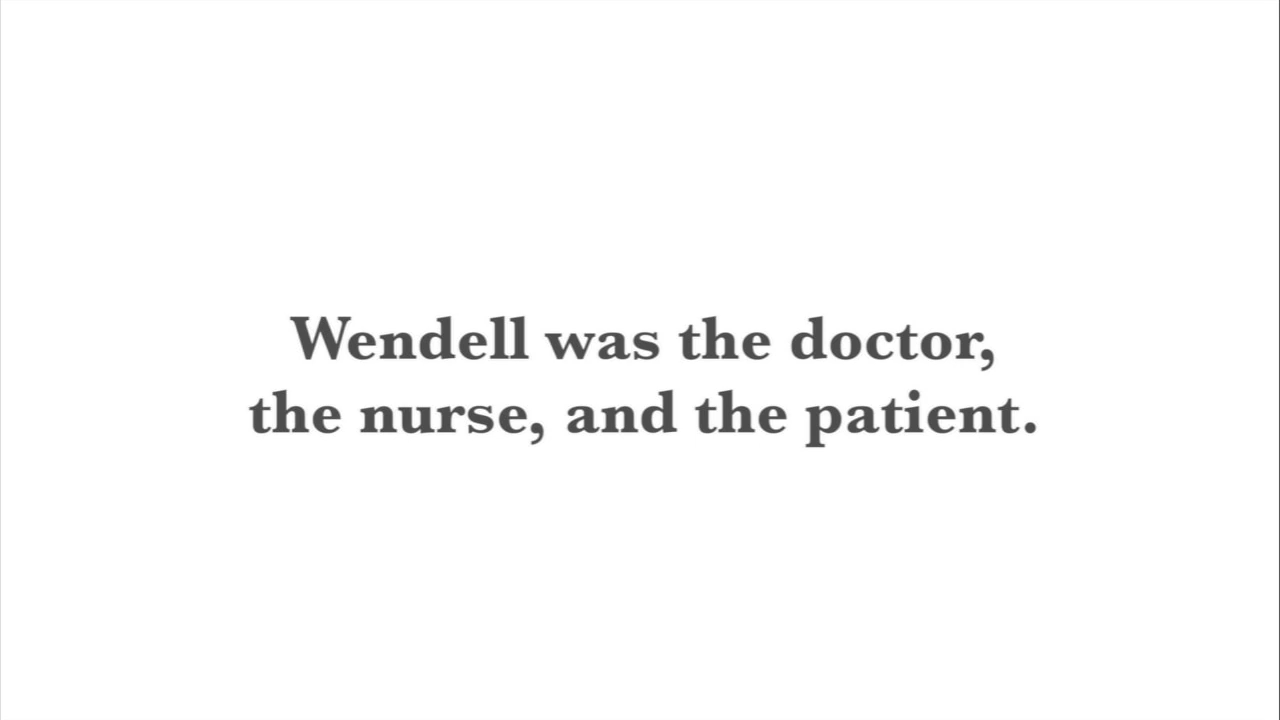 Wendell was the doctor,
the nurse, and the patient.